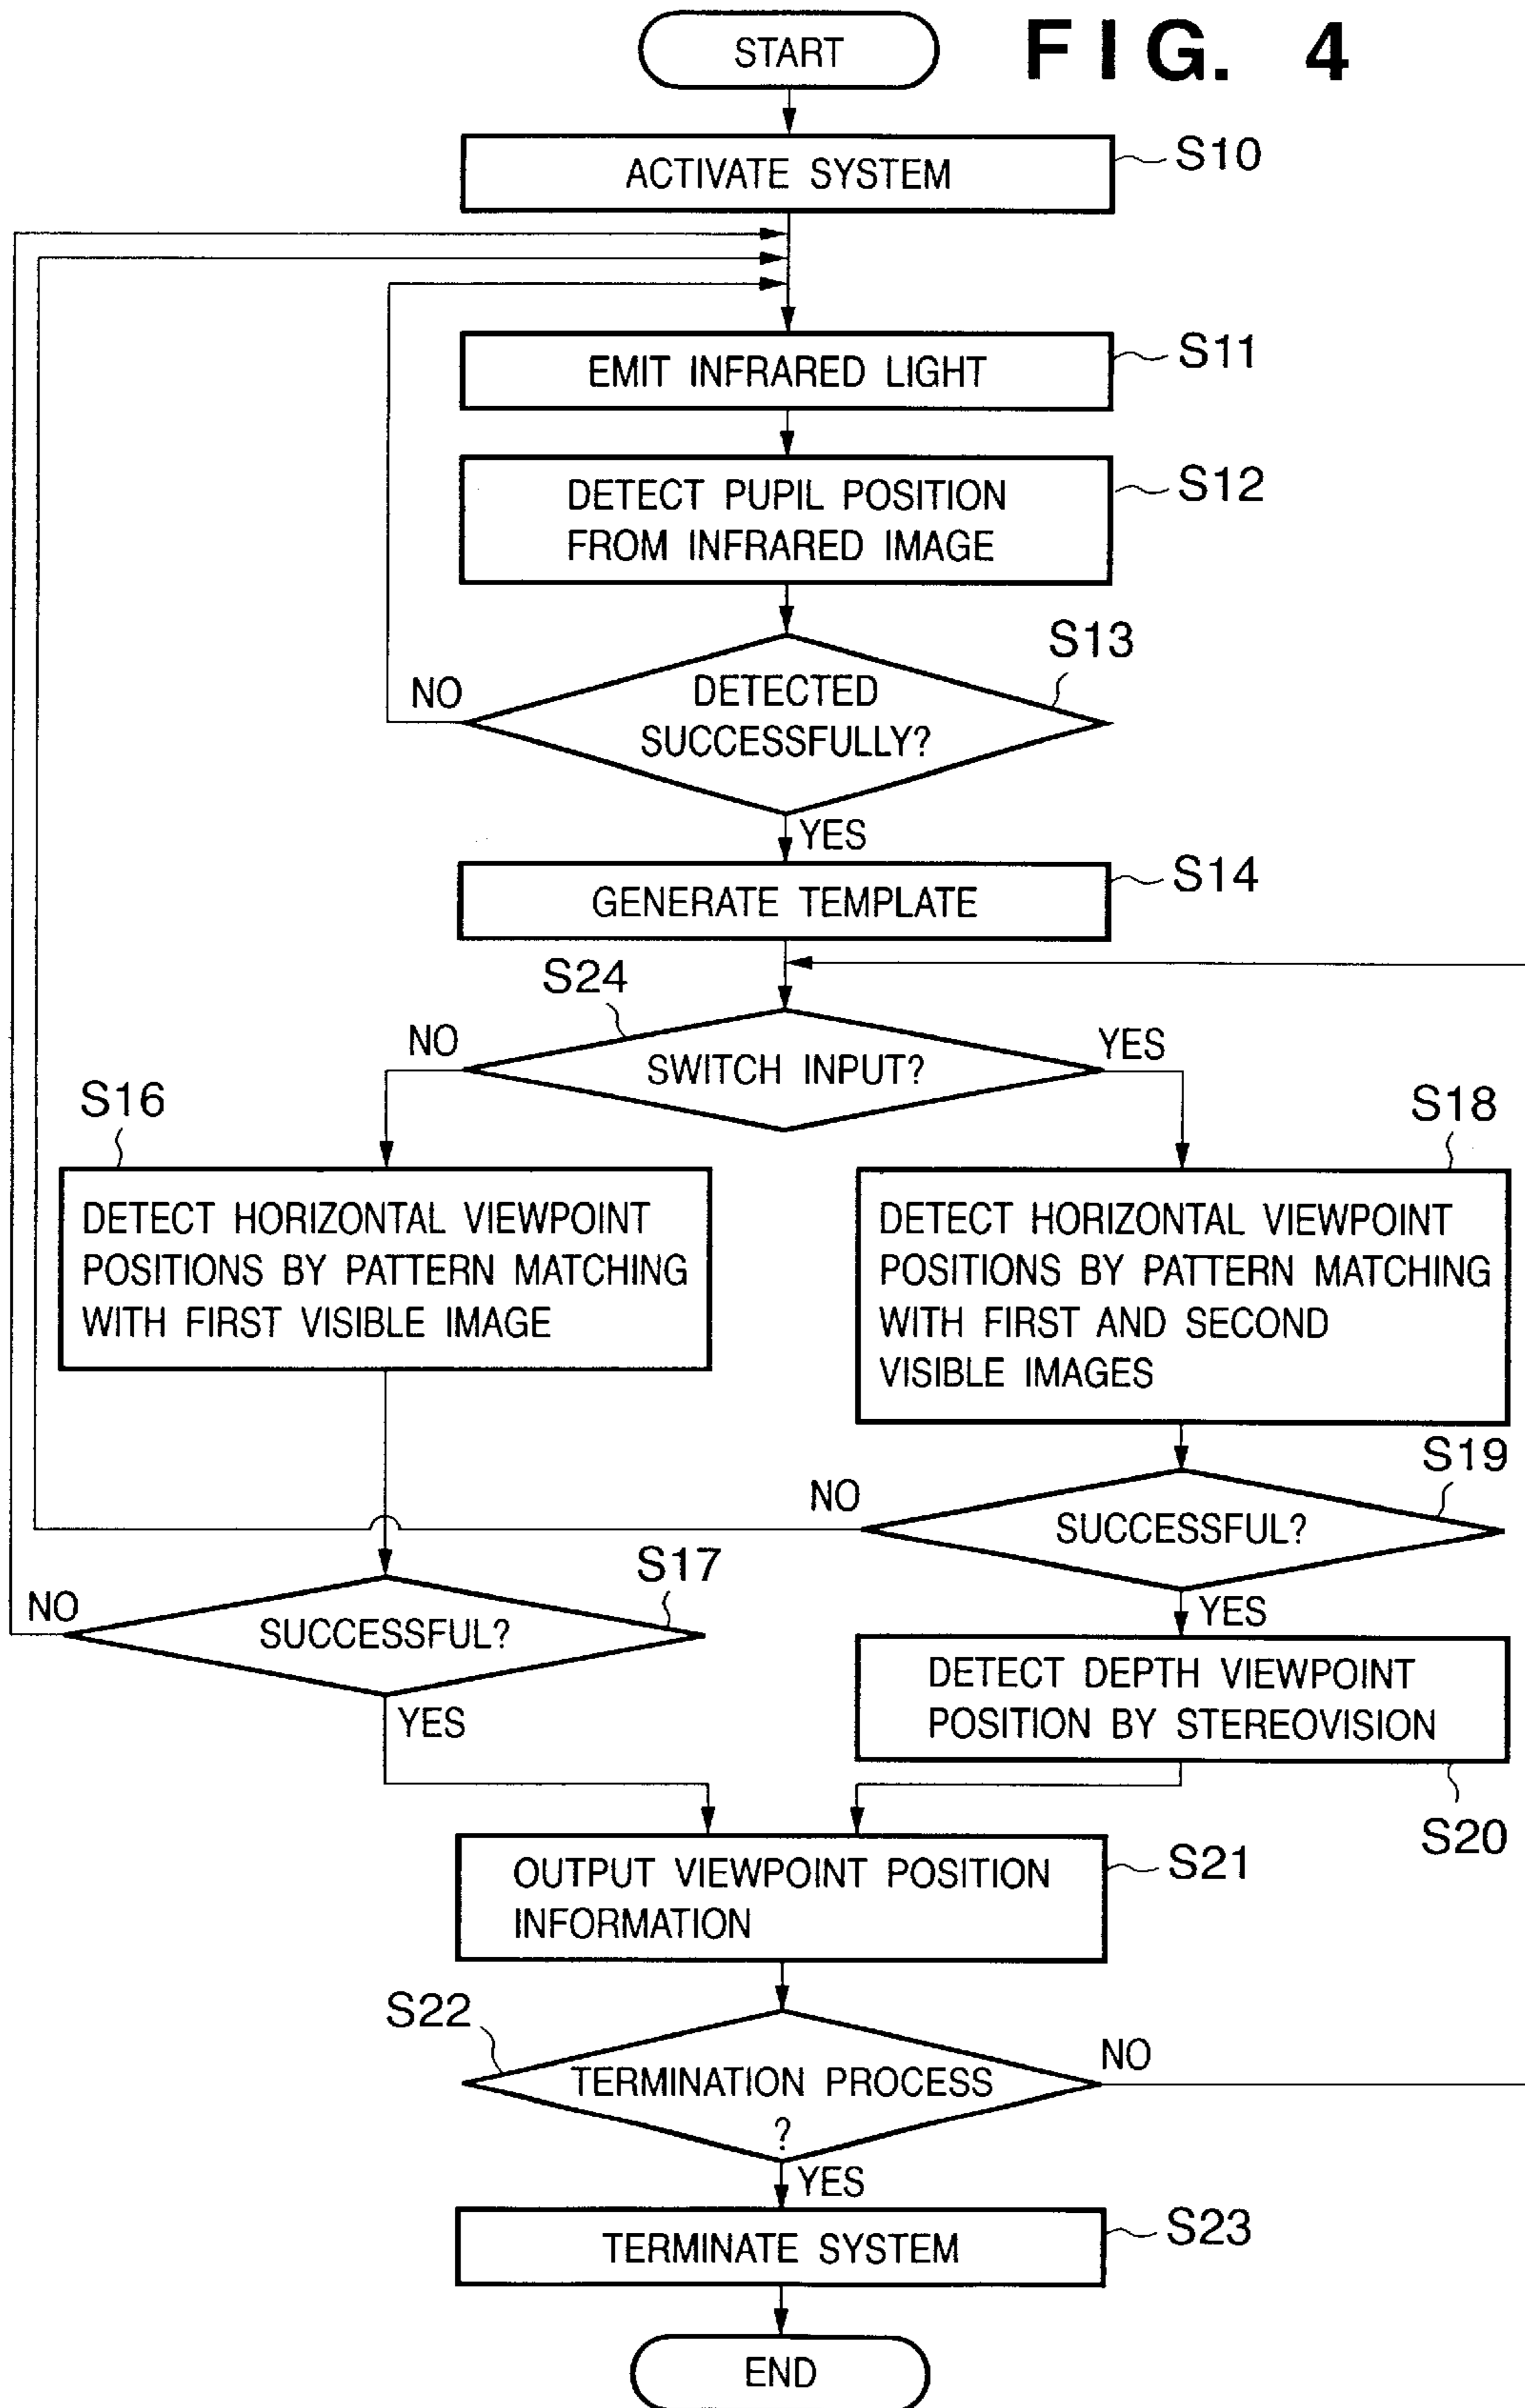 START
FIG. 4
ACTIVATE SYSTEM
S10
EMIT INFRARED LIGHT
S11
DETECT PUPIL POSITION
FROM INFRARED IMAGE
S12
S13
NO
DETECTED
SUCCESSFULLY?
YES
GENERATE TEMPLATE
S14
S24
NO
SWITCH INPUT?
YES
S16
DETECT HORIZONTAL VIEWPOINT
POSITIONS BY PATTERN MATCHING
WITH FIRST VISIBLE IMAGE
S18
DETECT HORIZONTAL VIEWPOINT
POSITIONS BY PATTERN MATCHING
WITH FIRST AND SECOND
VISIBLE IMAGES
S19
NO
SUCCESSFUL?
YES
S17
NO
SUCCESSFUL?
YES
DETECT DEPTH VIEWPOINT
POSITION BY STEREOVISION
S20
OUTPUT VIEWPOINT POSITION
INFORMATION
S21
S22
TERMINATION PROCESS
?
NO
YES
TERMINATE SYSTEM
S23
END